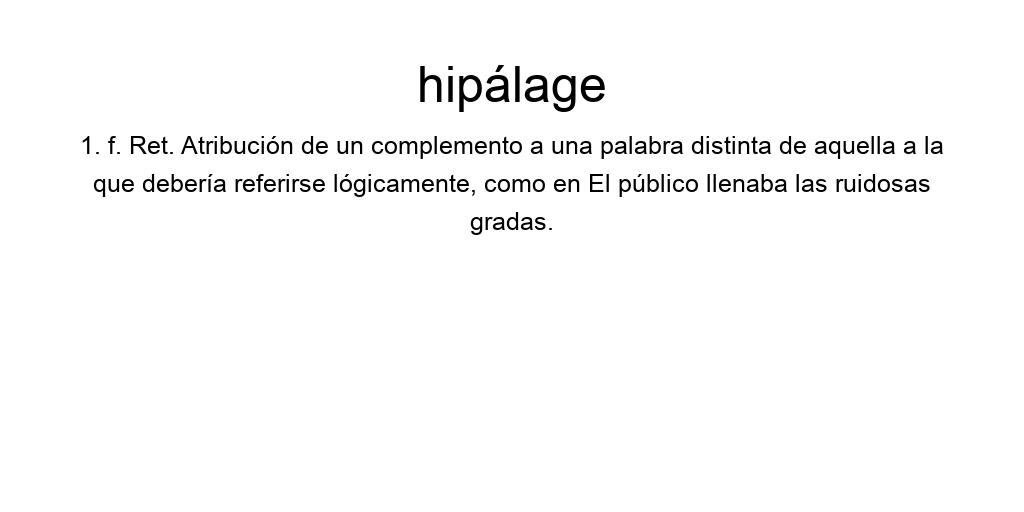 hipálage
1. f. Ret. Atribución de un complemento a una palabra distinta de aquella a la
que debería referirse lógicamente, como en El público llenaba las ruidosas
gradas.